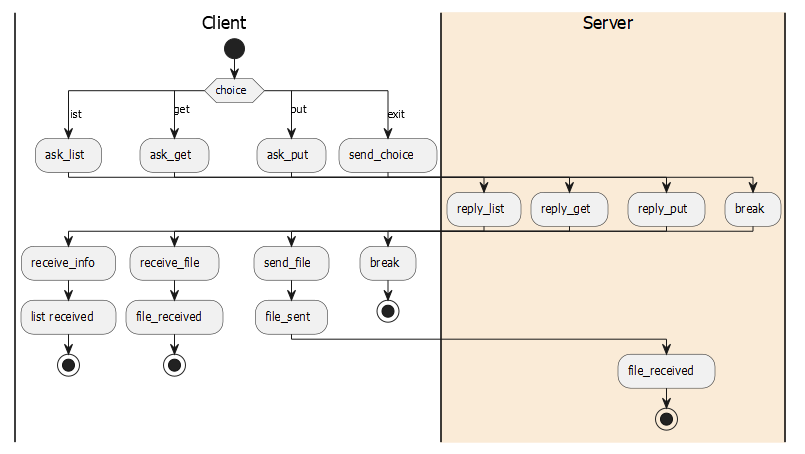 Client
Server
choice
list
get
put
exit
ask_list
ask_get
ask_put
send_choice
reply_list
reply_get
reply_put
break
receive_info
receive_file
send_file
break
list received
file_received
file_sent
file_received